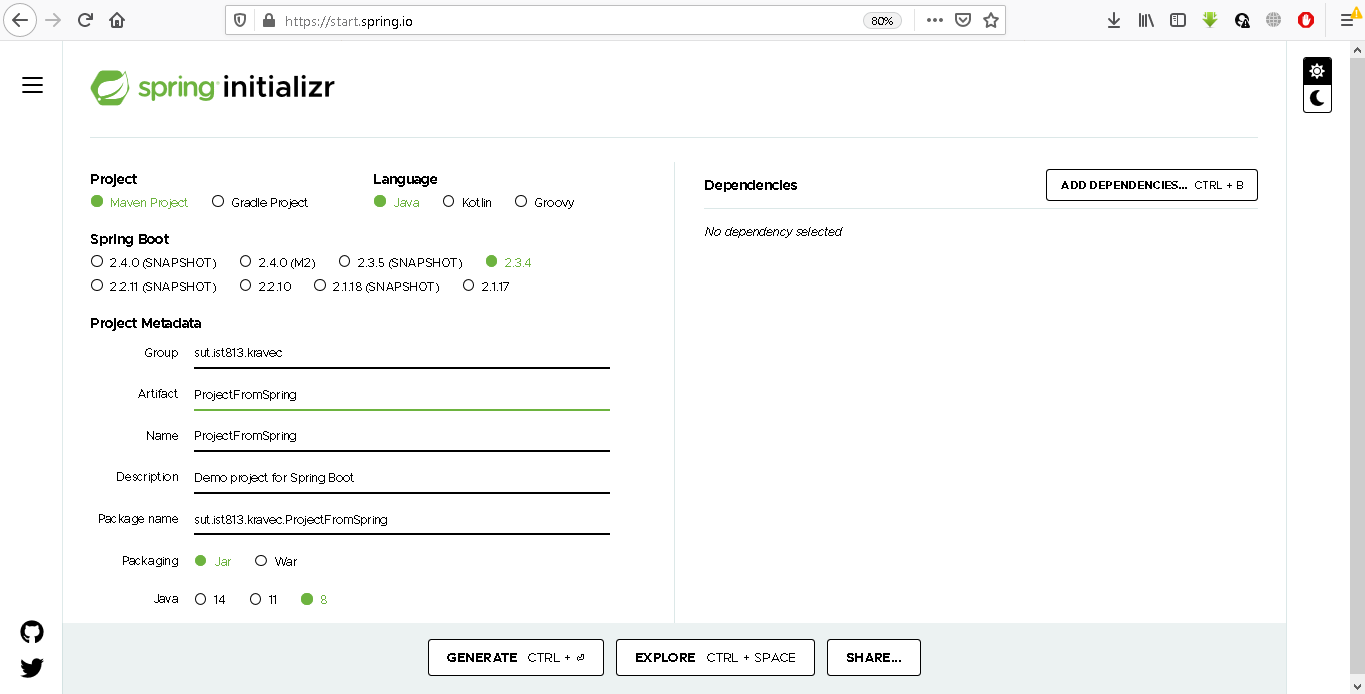 https://start.spring.io
80%
spring initializr
Project
Maven Project Gradle Project
Language
Java Kotlin Groovy
Spring Boot
2.4.0 (SNAPSHOT) 2.4.0 (M2) 2.3.5 (SNAPSHOT) 2.3.4
2.2.11 (SNAPSHOT) 2.2.10 2.1.18 (SNAPSHOT) 2.1.17
Project Metadata
Group sut.ist813.kravec
Artifact ProjectFromSpring
Name ProjectFromSpring
Description Demo project for Spring Boot
Package name sut.ist813.kravec.ProjectFromSpring
Packaging Jar War
Java 14 11 8
Dependencies ADD DEPENDENCIES... CTRL + B
No dependency selected
GENERATE CTRL + ⏎ EXPLORE CTRL + SPACE SHARE...